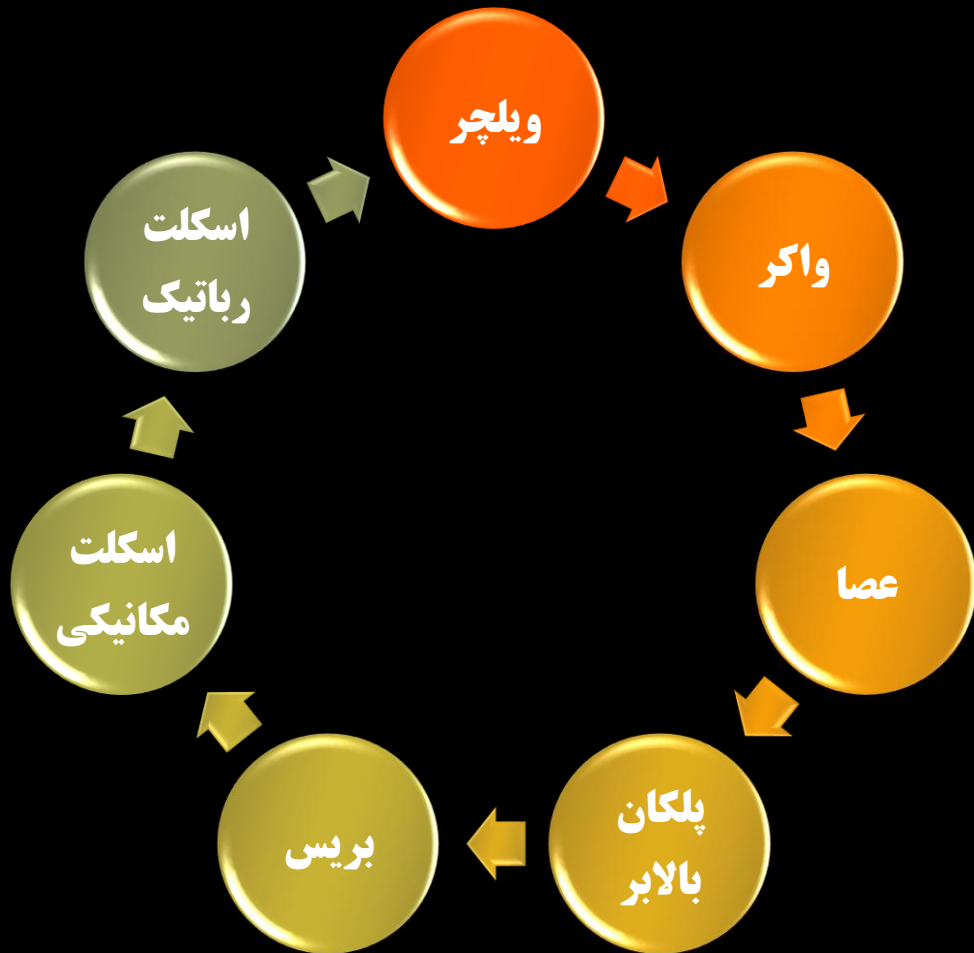 ویلچر
واکر
عصا
پلکان
بالابر
بریس
اسکلت
مکانیکی
اسکلت
رباتیک